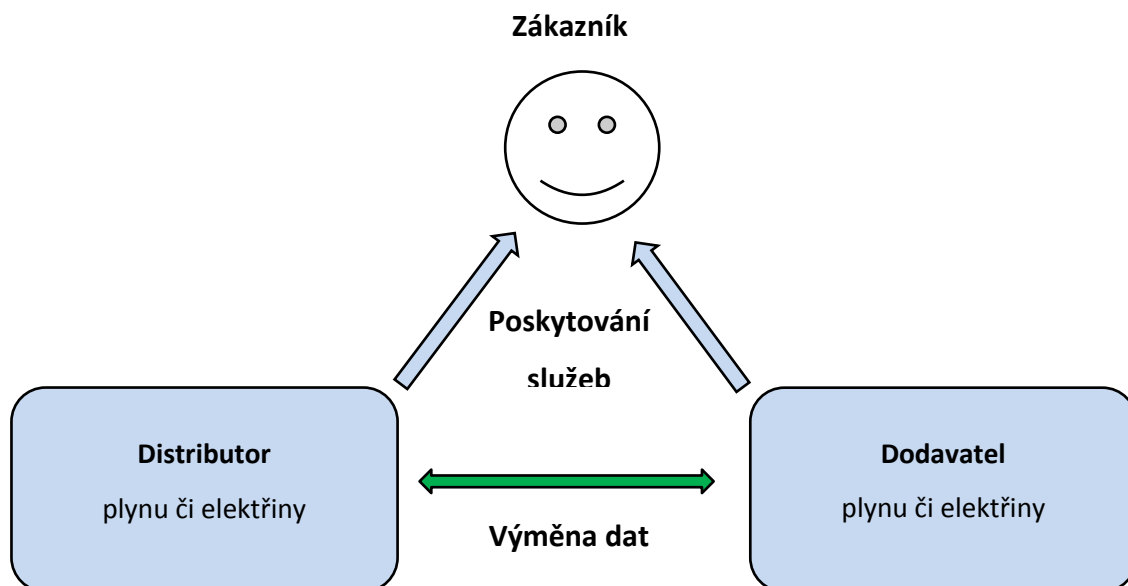 Zákazník
Poskytování
služeb
Distributor
plynu či elektřiny
Dodavatel
plynu či elektřiny
Výměna dat